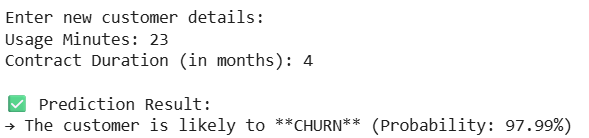 Enter new customer details:
Usage Minutes: 23
Contract Duration (in months): 4
✅ Prediction Result:
→ The customer is likely to **CHURN** (Probability: 97.99%)